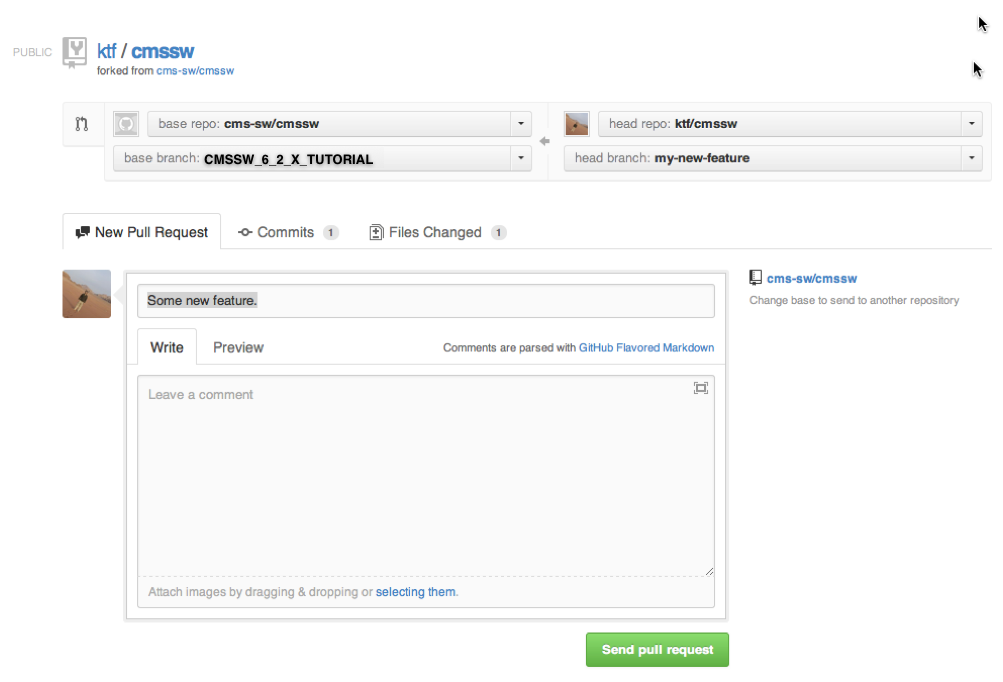 PUBLIC ktf / cmssw
forked from cms-sw/cmssw
base repo: cms-sw/cmssw head repo: ktf/cmssw
base branch: CMSSW_6_2_X_TUTORIAL head branch: my-new-feature
New Pull Request Commits 1 Files Changed 1
Some new feature.
cms-sw/cmssw
Change base to send to another repository
Write Preview Comments are parsed with GitHub Flavored Markdown
Leave a comment
Attach images by dragging & dropping or selecting them.
Send pull request